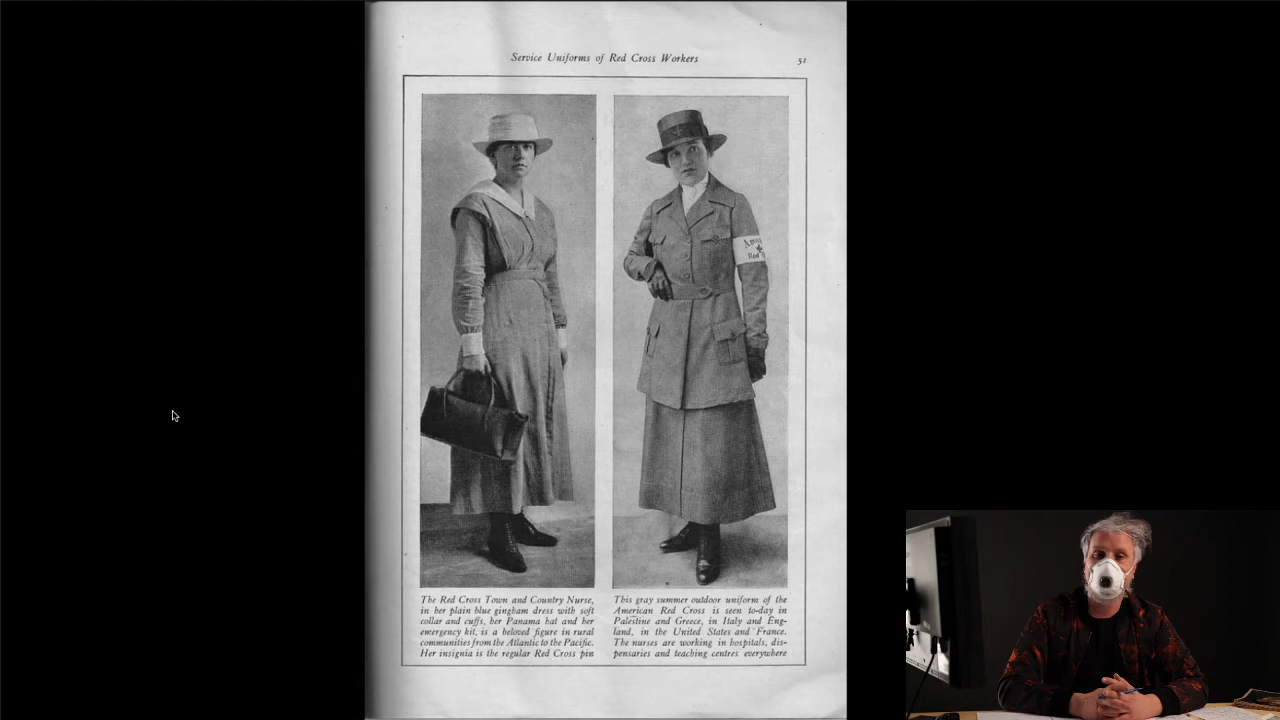 Service Uniforms of Red Cross Workers
51
Amer
Red
The Red Cross Town and Country Nurse,
in her plain blue gingham dress with soft
collar and cuffs, her Panama hat and her
emergency kit, is a beloved figure in rural
communities from the Atlantic to the Pacific.
Her insignia is the regular Red Cross pin
This gray summer outdoor uniform of the
American Red Cross is seen to-day in
Palestine and Greece, in Italy and Eng-
land, in the United States and France.
The nurses are working in hospitals, dis-
pensaries and teaching centres everywhere